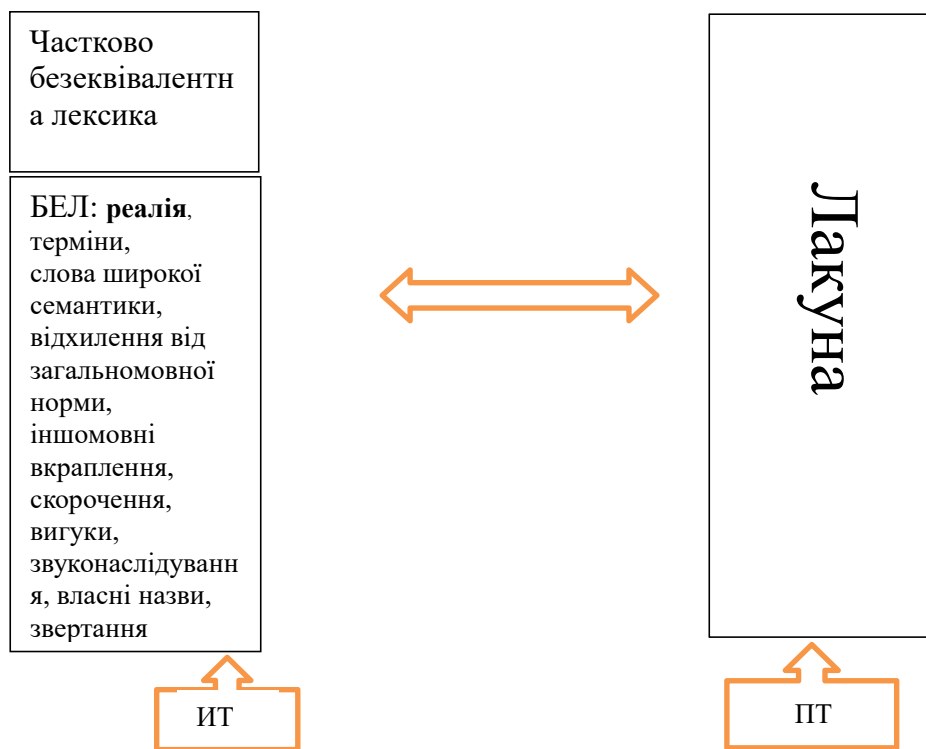 Частково
безеквівалентн
а лексика
БЕЛ: реалія,
терміни,
слова широкої
семантики,
відхилення від
загальномовної
норми,
іншомовні
вкраплення,
скорочення,
вигуки,
звуконаслідуванн
я, власні назви,
звертання
Лакуна
ИТ
ПТ